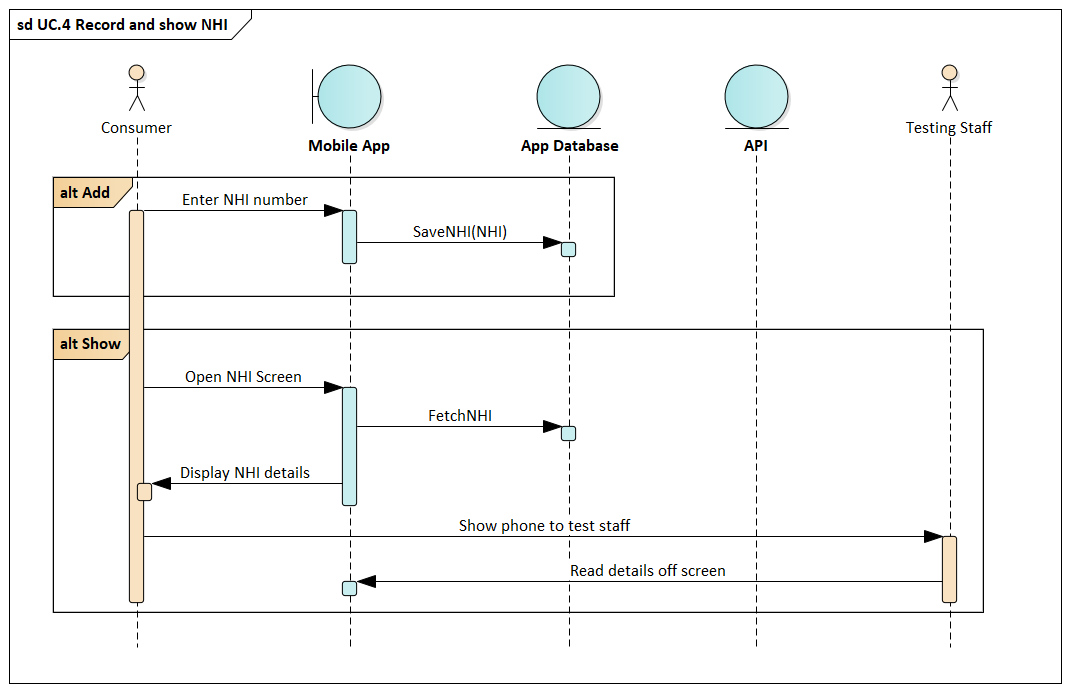 sd UC.4 Record and show NHI
Consumer
Mobile App
App Database
API
Testing Staff
alt Add
Enter NHI number
SaveNHI(NHI)
alt Show
Open NHI Screen
FetchNHI
Display NHI details
Show phone to test staff
Read details off screen